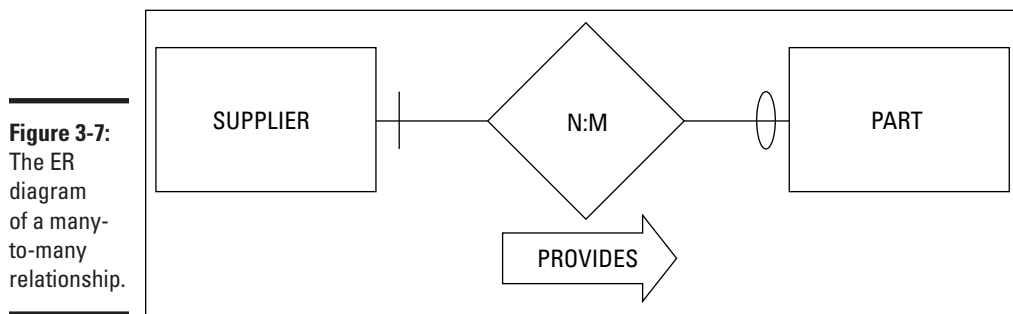 Figure 3-7:
The ER
diagram
of a many-
to-many
relationship.
SUPPLIER
N:M
PART
PROVIDES